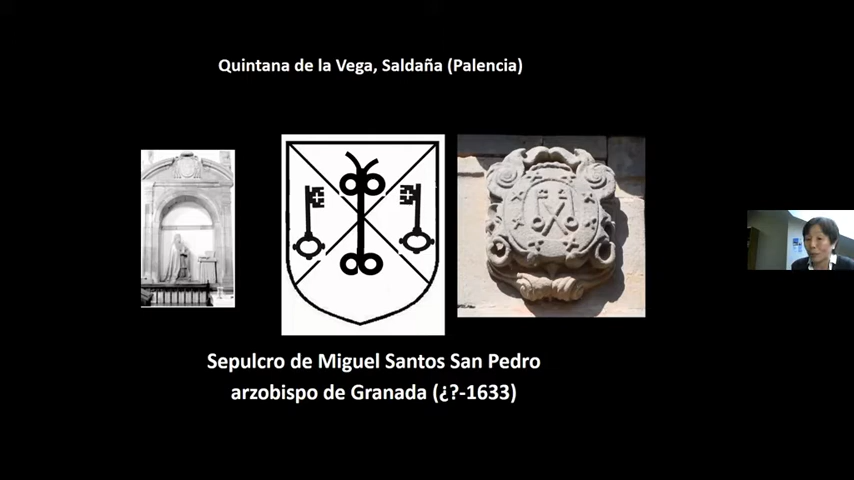 Quintana de la Vega, Saldaña (Palencia)
Sepulcro de Miguel Santos San Pedro
arzobispo de Granada (¿?-1633)